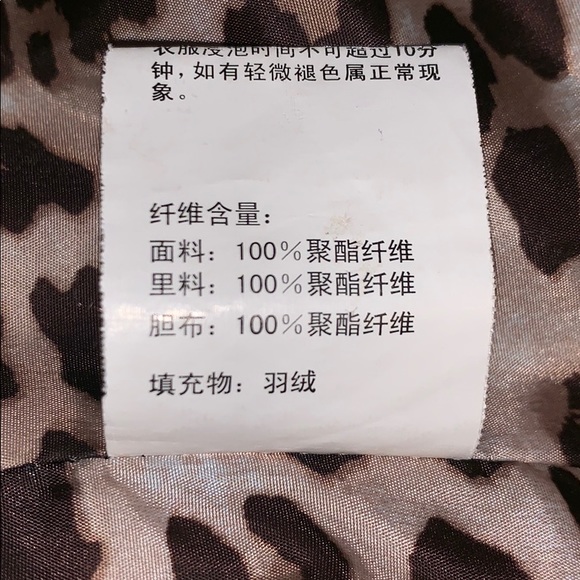 衣服浸泡时间不可超过10分
钟，如有轻微褪色属正常现
象。
纤维含量：
面料：100%聚酯纤维
里料：100%聚酯纤维
胆布：100%聚酯纤维
填充物：羽绒